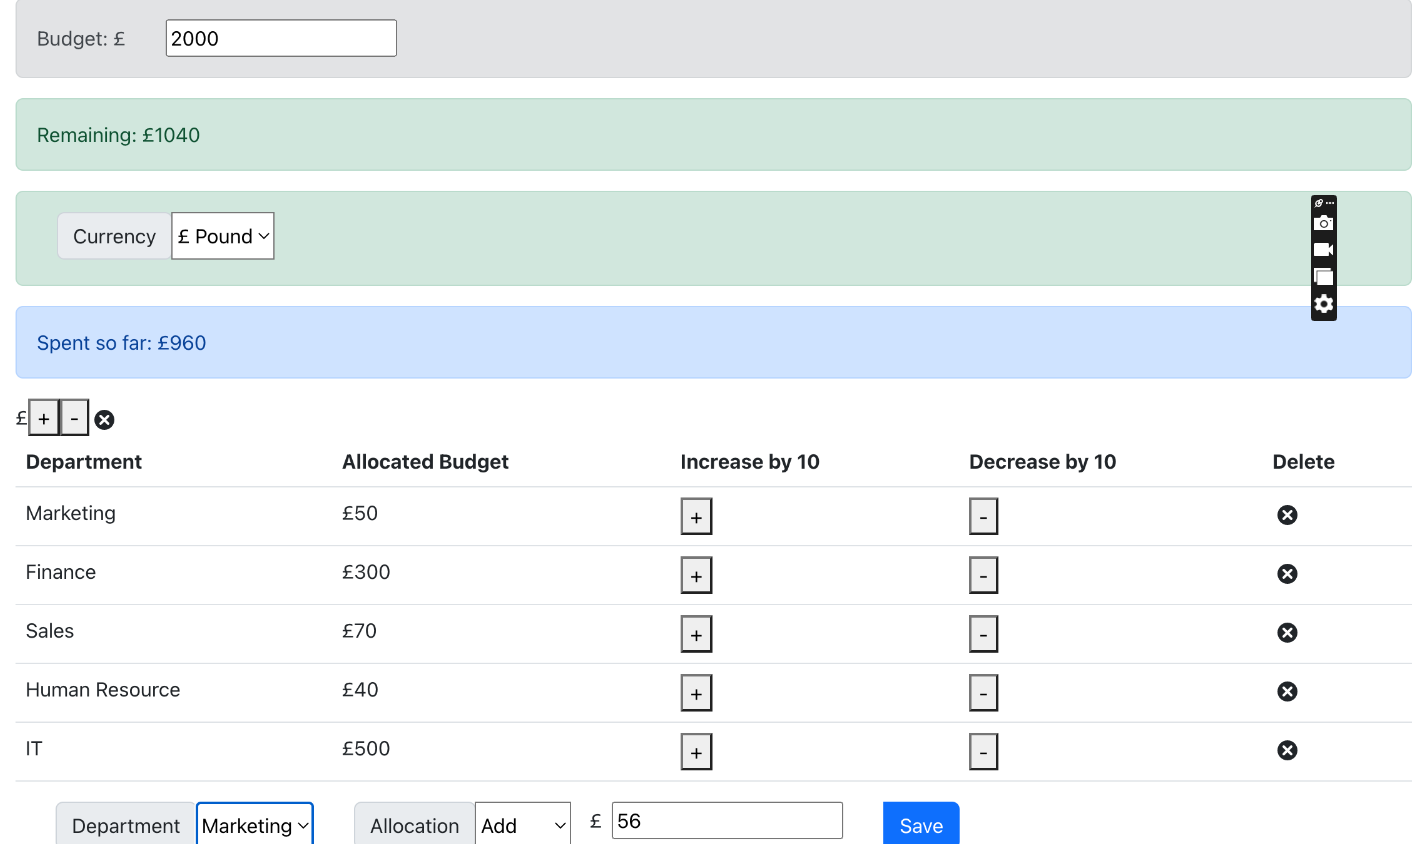 Budget: £ 2000
Remaining: £1040
Currency £ Pound
Spent so far: £960
£ + -
Department Allocated Budget Increase by 10 Decrease by 10 Delete
Marketing £50 + -
Finance £300 + -
Sales £70 + -
Human Resource £40 + -
IT £500 + -
Department Marketing Allocation Add £ 56 Save